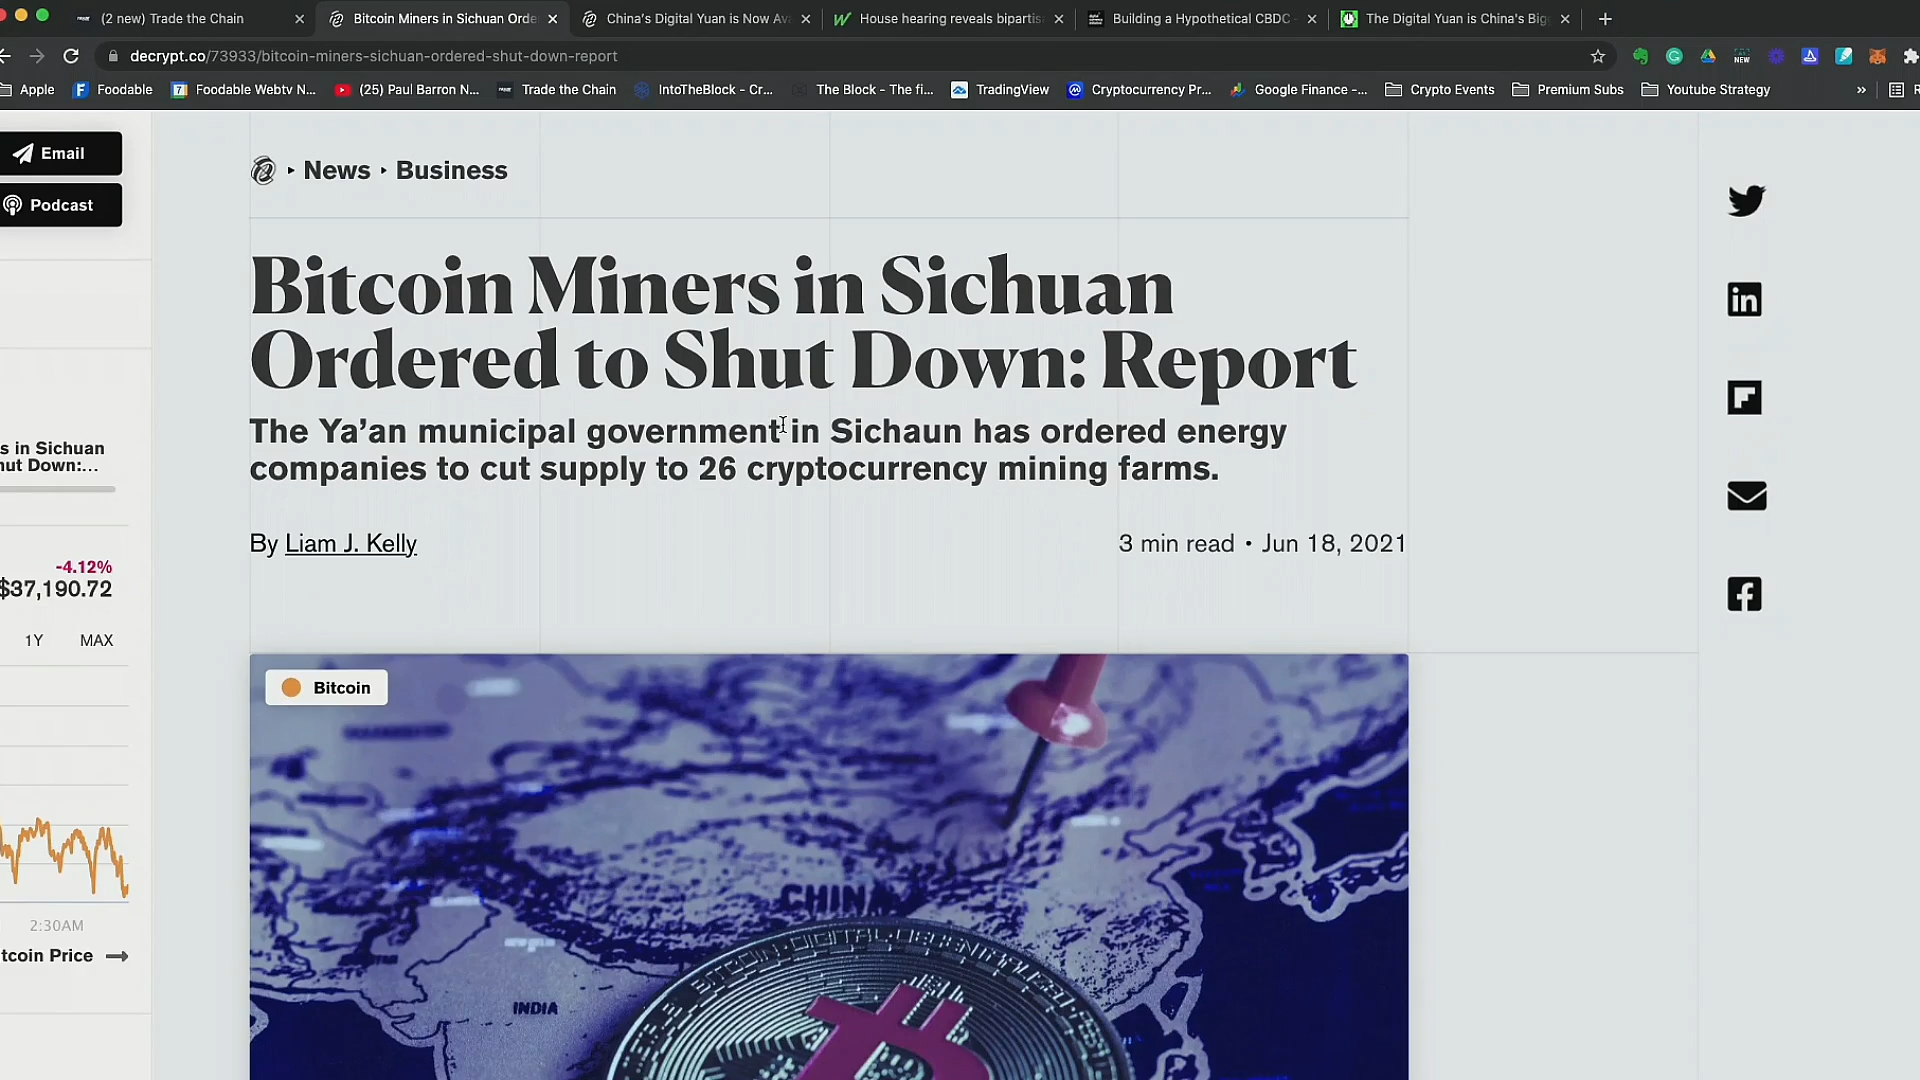 (2 new) Trade the Chain
Bitcoin Miners in Sichuan Orde
China's Digital Yuan is Now Ava
House hearing reveals bipartis
Building a Hypothetical CBDC -
The Digital Yuan is China's Big
decrypt.co/73933/bitcoin-miners-sichuan-ordered-shut-down-report
Apple
Foodable
Foodable Webtv N...
(25) Paul Barron N...
Trade the Chain
IntoTheBlock - Cr...
The Block - The fi...
TradingView
Cryptocurrency Pr...
Google Finance -...
Crypto Events
Premium Subs
Youtube Strategy
»
R
Email
Podcast
s in Sichuan
hut Down:...
-4.12%
$37,190.72
1Y MAX
2:30AM
tcoin Price
News ‣ Business
Bitcoin Miners in Sichuan
Ordered to Shut Down: Report
The Ya’an municipal government in Sichaun has ordered energy
companies to cut supply to 26 cryptocurrency mining farms.
By Liam J. Kelly
3 min read • Jun 18, 2021
Bitcoin
CHINA
INDIA